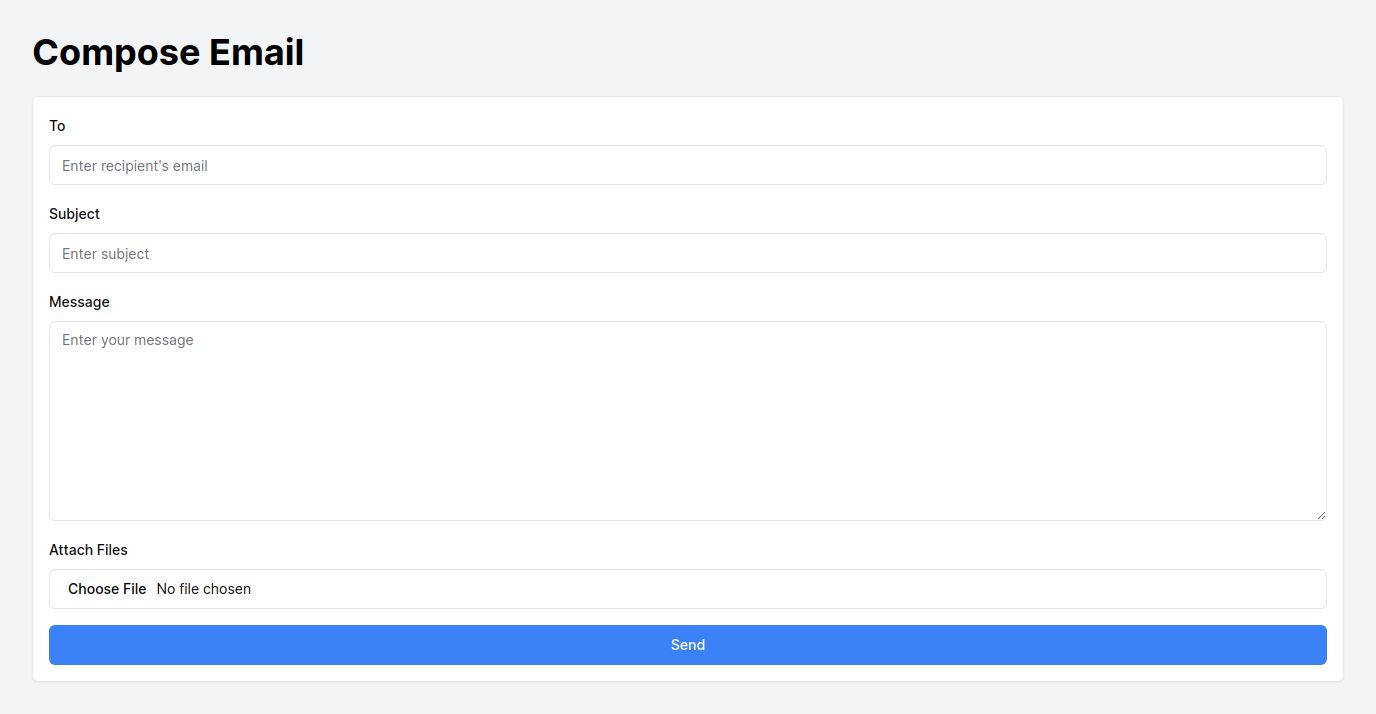 Compose Email
To
Enter recipient's email
Subject
Enter subject
Message
Enter your message
Attach Files
Choose File No file chosen
Send